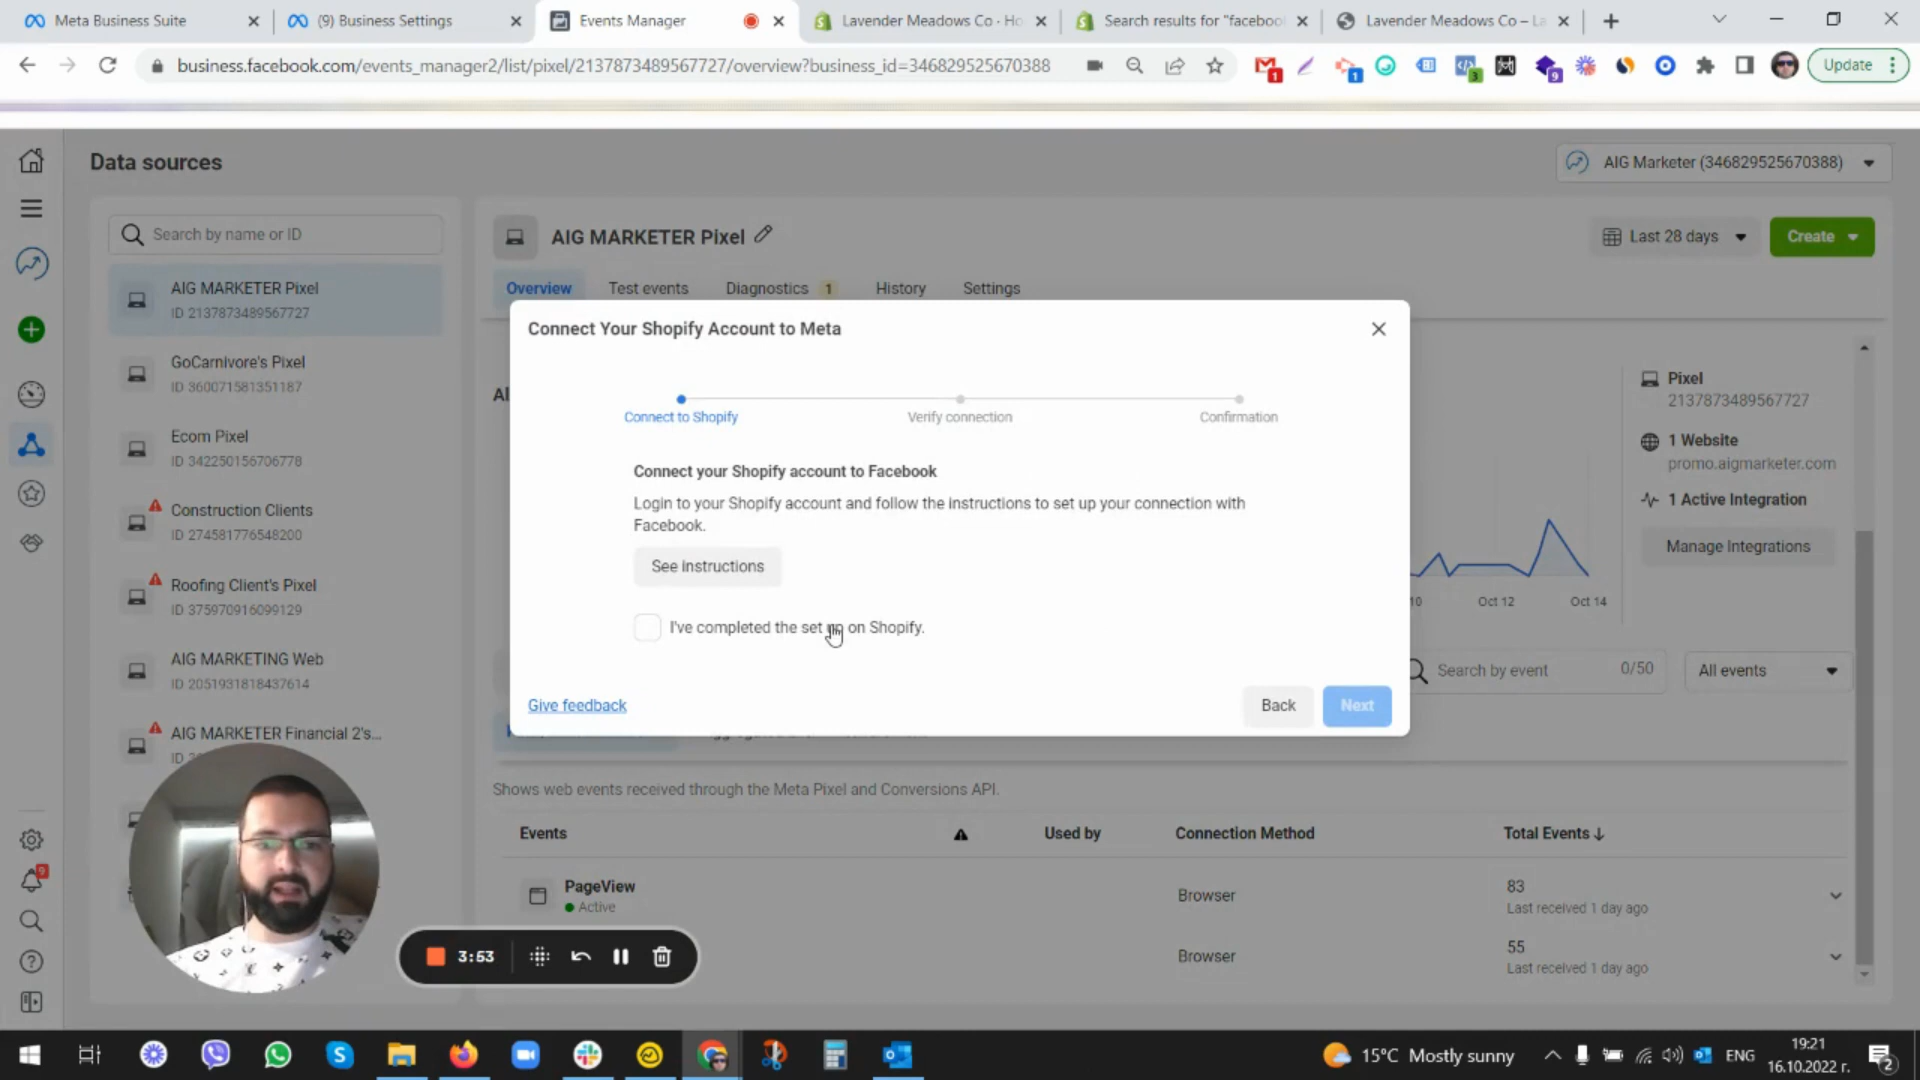 Meta Business Suite
(9) Business Settings
Events Manager
Lavender Meadows Co · Ho
Search results for "faceboo
Lavender Meadows Co – La
business.facebook.com/events_manager2/list/pixel/2137873489567727/overview?business_id=346829525670388
1
1
3
9
Update
Data sources
AIG Marketer (346829525670388)
Search by name or ID
AIG MARKETER Pixel
Last 28 days
Create
AIG MARKETER Pixel
ID 2137873489567727
Overview
Test events
Diagnostics 1
History
Settings
GoCarnivore's Pixel
ID 360071581351187
Ecom Pixel
ID 342250156706778
Construction Clients
ID 274581776548200
Roofing Client's Pixel
ID 375970916099129
AIG MARKETING Web
ID 2051931818437614
AIG MARKETER Financial 2's...
Connect Your Shopify Account to Meta
Connect to Shopify
Verify connection
Confirmation
Connect your Shopify account to Facebook
Login to your Shopify account and follow the instructions to set up your connection with
Facebook.
See instructions
I've completed the set up on Shopify.
Give feedback
Back
Next
Pixel
2137873489567727
1 Website
promo.aigmarketer.com
1 Active Integration
Manage Integrations
10
Oct 12
Oct 14
Search by event
0/50
All events
Shows web events received through the Meta Pixel and Conversions API.
Events
Used by
Connection Method
Total Events
PageView
Active
Browser
83
Last received 1 day ago
Browser
55
Last received 1 day ago
9
3:53
15°C Mostly sunny
ENG
19:21
16.10.2022 г.
2